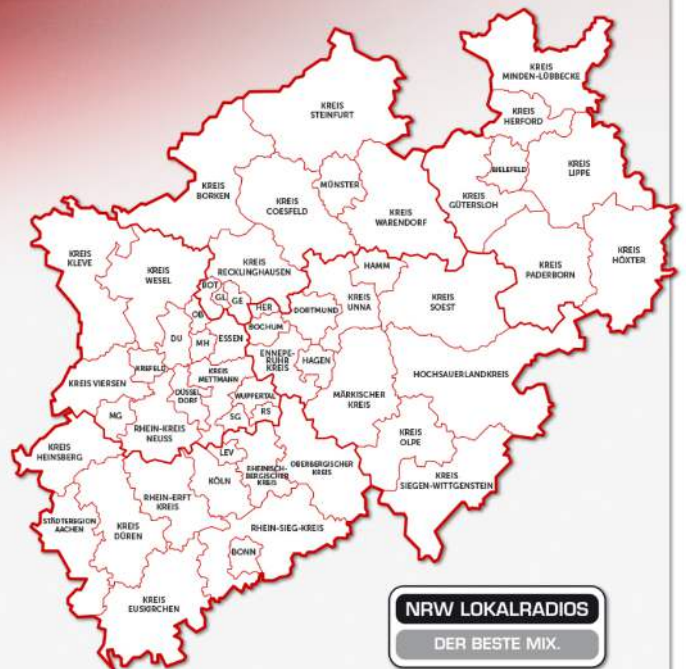 KREIS
MINDEN-LÜBBECKE
KREIS
STEINFURT
KREIS
HERFORD
BIELEFELD
KREIS
LIPPE
MÜNSTER
KREIS
BORKEN
KREIS
COESFELD
KREIS
WARENDORF
KREIS
GÜTERSLOH
KREIS
HÖXTER
KREIS
KLEVE
KREIS
WESEL
KREIS
RECKLINGHAUSEN
HAMM
KREIS
PADERBORN
BOT
GL
GE
HER
KREIS
UNNA
KREIS
SOEST
OB
DORTMUND
BOCHUM
DU
MH
ESSEN
ENNEPE-
RUHR
KREIS
HAGEN
KREFELD
KREIS
METTMANN
HOCHSAUERLANDKREIS
KREIS VIERSEN
DÜSSEL
DORF
WUPPERTAL
MÄRKISCHER
KREIS
MG
SG
RS
RHEIN-KREIS
NEUSS
KREIS
OLPE
KREIS
HEINSBERG
LEV
RHEINISCH-
BERGISCHER
KREIS
OBERBERGISCHER
KREIS
KÖLN
KREIS
SIEGEN-WITTGENSTEIN
RHEIN-ERFT
KREIS
STÄDTEREGION
AACHEN
KREIS
DÜREN
RHEIN-SIEG-KREIS
BONN
KREIS
EUSKIRCHEN
NRW LOKALRADIOS
DER BESTE MIX.